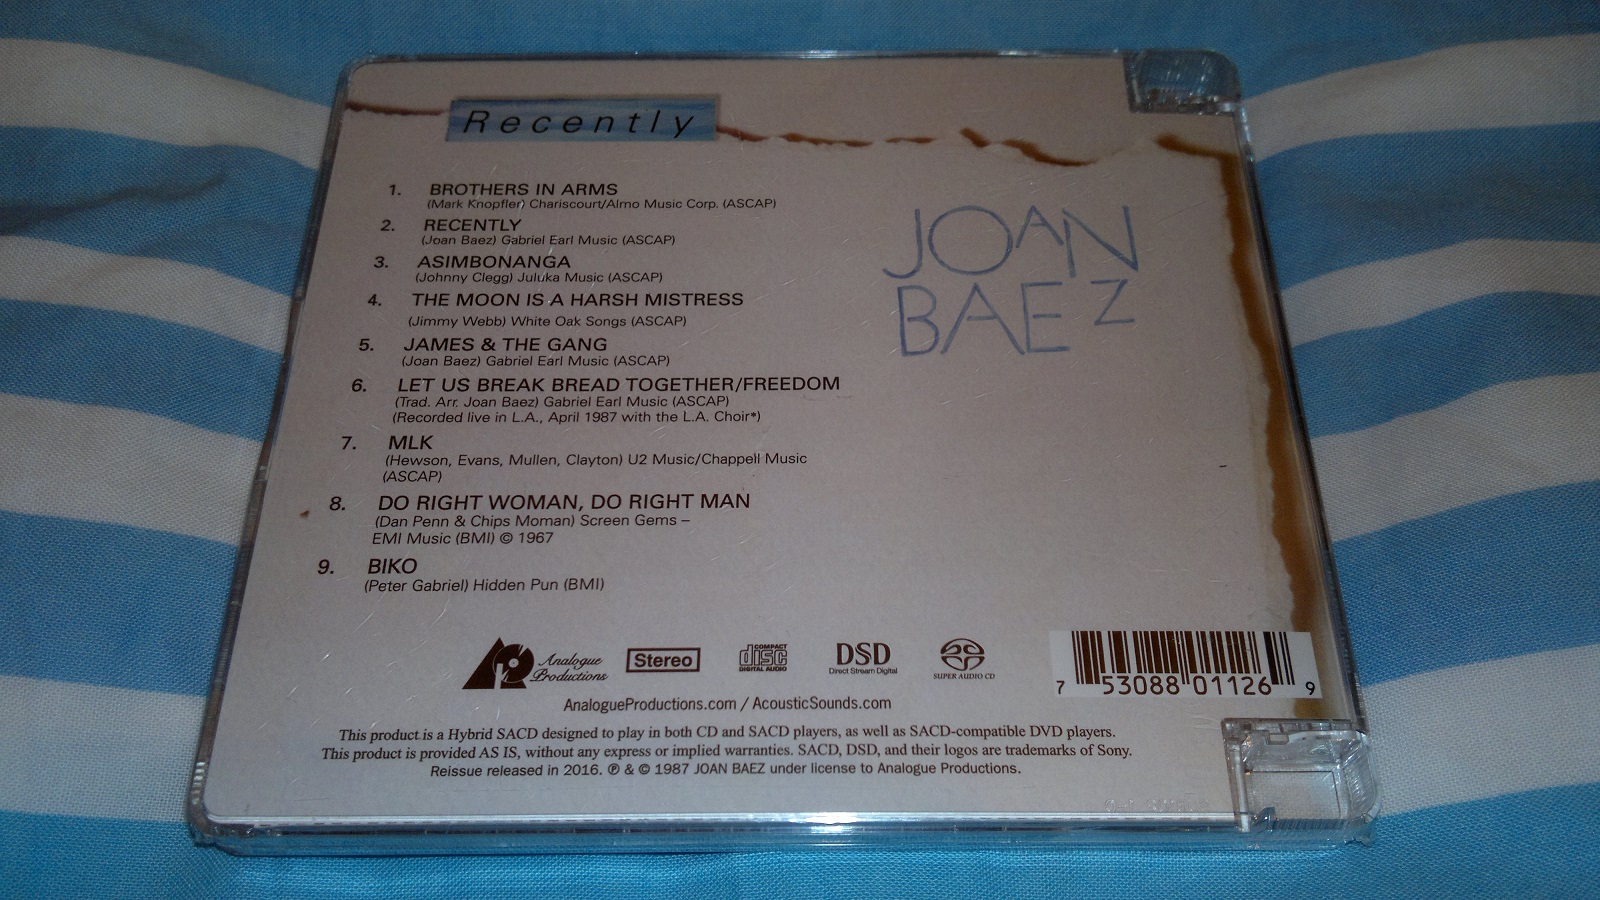 Recently
1. BROTHERS IN ARMS
(Mark Knopfler) Chariscourt/Almo Music Corp. (ASCAP)
2. RECENTLY
(Joan Baez) Gabriel Earl Music (ASCAP)
3. ASIMBONANGA
(Johnny Clegg) Juluka Music (ASCAP)
4. THE MOON IS A HARSH MISTRESS
(Jimmy Webb) White Oak Songs (ASCAP)
5. JAMES & THE GANG
(Joan Baez) Gabriel Earl Music (ASCAP)
6. LET US BREAK BREAD TOGETHER/FREEDOM
(Trad. Arr. Joan Baez) Gabriel Earl Music (ASCAP)
(Recorded live in L.A., April 1987 with the L.A. Choir*)
7. MLK
(Hewson, Evans, Mullen, Clayton) U2 Music/Chappell Music
(ASCAP)
8. DO RIGHT WOMAN, DO RIGHT MAN
(Dan Penn & Chips Moman) Screen Gems –
EMI Music (BMI) © 1967
9. BIKO
(Peter Gabriel) Hidden Pun (BMI)
JOAN
BAEZ
Analogue
Productions
Stereo
COMPACT
disc
DIGITAL AUDIO
DSD
Direct Stream Digital
SUPER AUDIO CD
7 53088 01126 9
AnalogueProductions.com / AcousticSounds.com
This product is a Hybrid SACD designed to play in both CD and SACD players, as well as SACD-compatible DVD players.
This product is provided AS IS, without any express or implied warranties. SACD, DSD, and their logos are trademarks of Sony.
Reissue released in 2016. ℗ & © 1987 JOAN BAEZ under license to Analogue Productions.